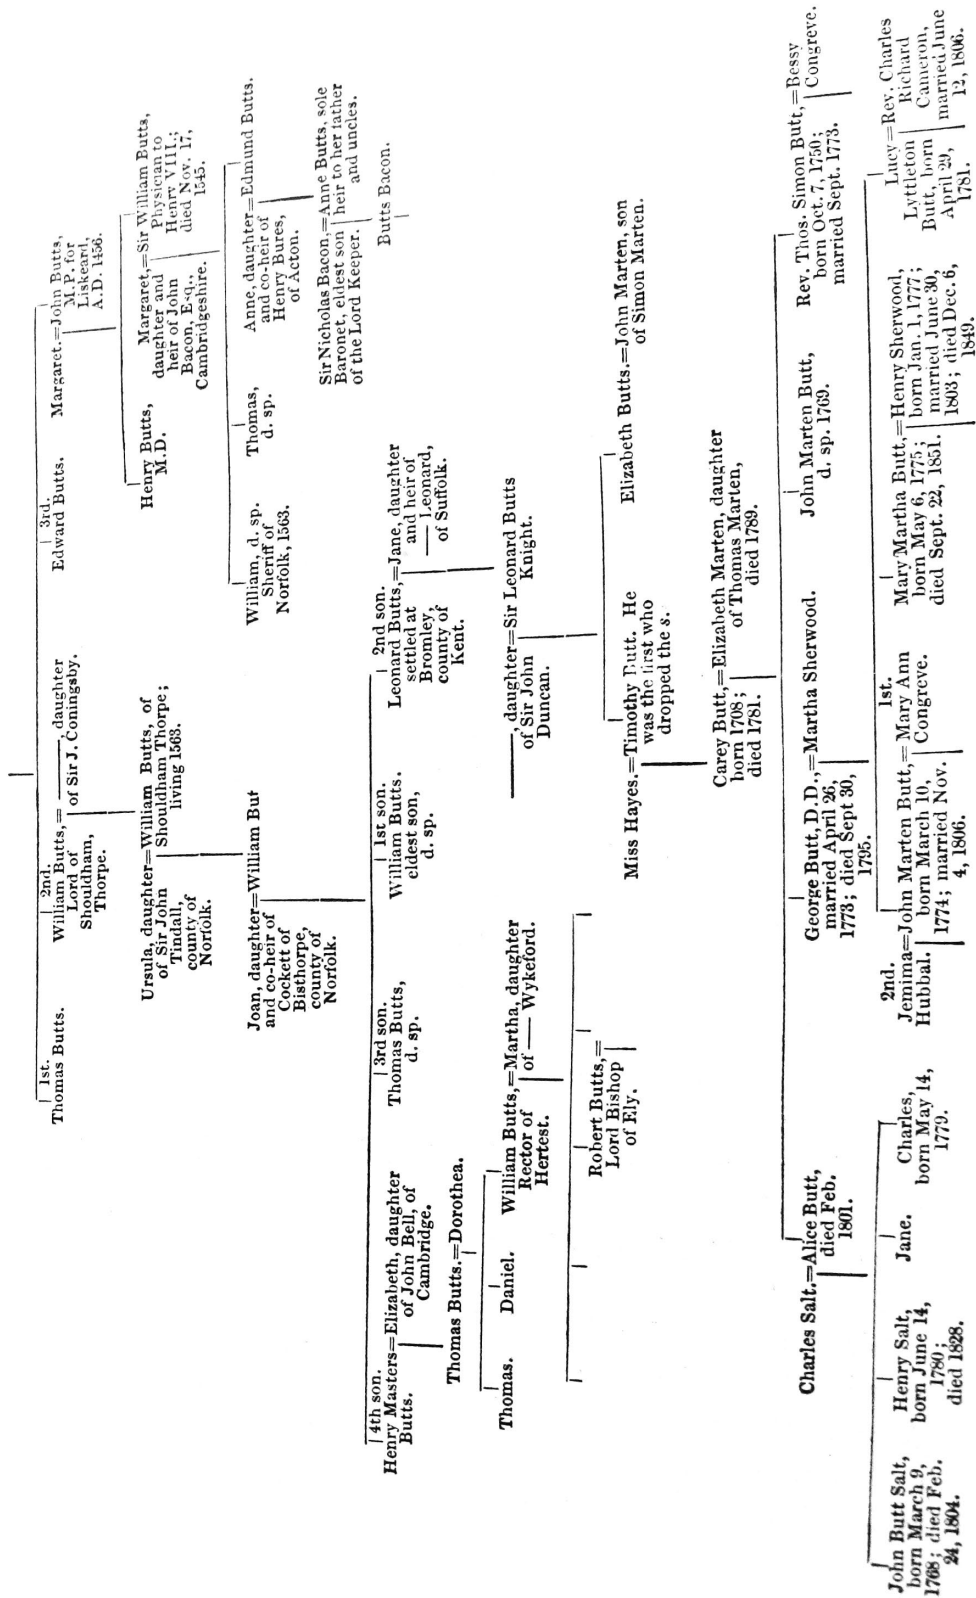 1st.
Thomas Butts.
2nd.
William Butts, = ——, daughter
Lord of of Sir J. Coningsby.
Shouldham,
Thorpe.
3rd.
Edward Butts.
Margaret.=John Butts,
M.P. for
Liskeard,
A.D. 1456.
Ursula, daughter=William Butts, of
of Sir John Shouldham Thorpe;
Tindall, living 1563.
county of
Norfolk.
Henry Butts,
M.D.
Margaret,=Sir William Butts,
daughter and Physician to
heir of John Henry VIII.;
Bacon, Esq., died Nov. 17,
Cambridgeshire. 1545.
Joan, daughter=William But
and co-heir of
Cockett of
Bisthorpe,
county of
Norfolk.
William, d. sp.
Sheriff of
Norfolk, 1563.
Thomas,
d. sp.
Anne, daughter=Edmund Butts.
and co-heir of
Henry Bures,
of Acton.
Sir Nicholas Bacon,=Anne Butts, sole
Baronet, eldest son heir to her father
of the Lord Keeper. and uncles.
Butts Bacon.
4th son.
Henry Masters=Elizabeth, daughter
Butts. of John Bell, of
Cambridge.
3rd son.
Thomas Butts,
d. sp.
1st son.
William Butts.
eldest son,
d. sp.
2nd son.
Leonard Butts,=Jane, daughter
settled at and heir of
Bromley, —— Leonard,
county of of Suffolk.
Kent.
Thomas Butts.=Dorothea.
——, daughter=Sir Leonard Butts
of Sir John Knight.
Duncan.
Thomas.
Daniel.
William Butts,=Martha, daughter
Rector of of —— Wykeford.
Hertest.
Robert Butts,=
Lord Bishop
of Ely.
Miss Hayes.=Timothy Butt. He
was the first who
dropped the s.
Elizabeth Butts.=John Marten, son
of Simon Marten.
Carey Butt,=Elizabeth Marten, daughter
born 1708; of Thomas Marten,
died 1781. died 1789.
Charles Salt.=Alice Butt,
died Feb.
1801.
George Butt, D.D.,=Martha Sherwood.
married April 26,
1773; died Sept 30,
1795.
John Marten Butt,
d. sp. 1769.
Rev. Thos. Simon Butt,=Bessy
born Oct. 7, 1750; Congreve.
married Sept. 1773.
John Butt Salt,
born March 9,
1768; died Feb.
24, 1804.
Henry Salt,
born June 14,
1780;
died 1828.
Jane.
Charles,
born May 14,
1779.
2nd. 1st.
Jemima=John Marten Butt,=Mary Ann
Hubbal. born March 10, Congreve.
1774; married Nov.
4, 1806.
Mary Martha Butt,=Henry Sherwood,
born May 6, 1775; born Jan. 1, 1777;
died Sept. 22, 1851. married June 30,
1803; died Dec. 6,
1849.
Lucy=Rev. Charles
Lyttleton Richard
Butt, born Cameron,
April 29, married June
1781. 12, 1806.